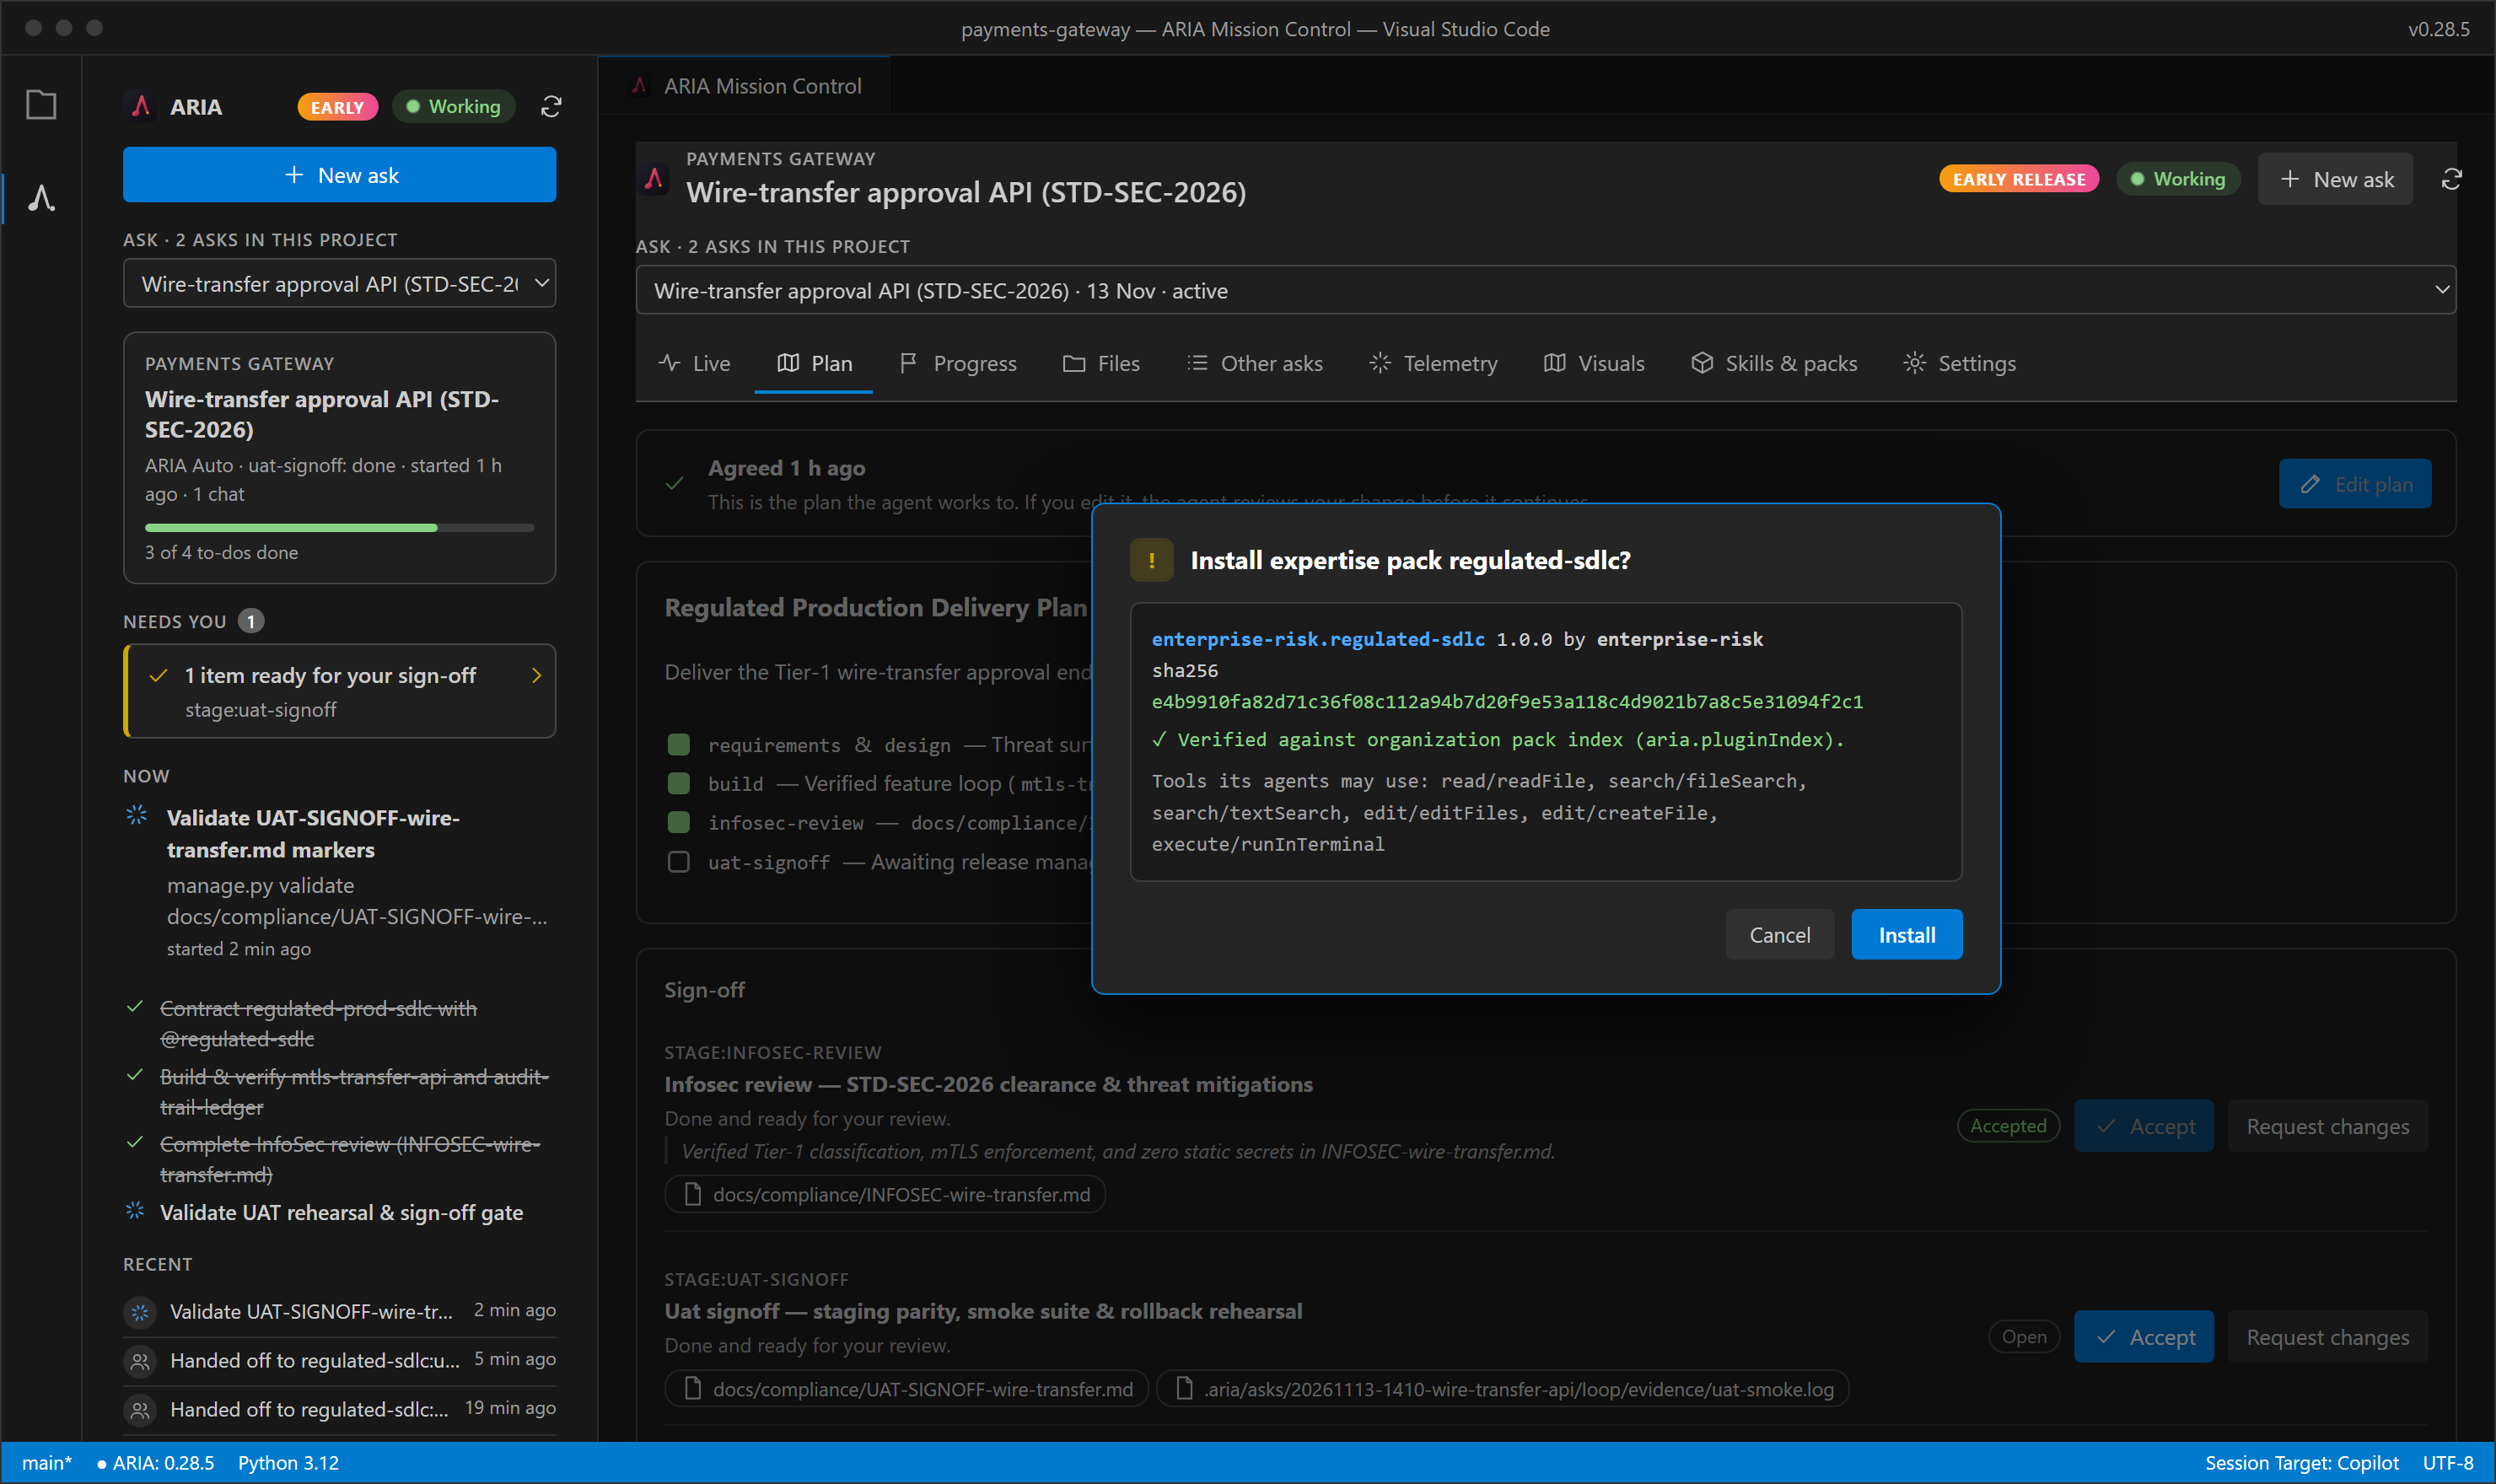 payments-gateway — ARIA Mission Control — Visual Studio Code
v0.28.5
ARIA
EARLY
Working
New ask
ASK · 2 ASKS IN THIS PROJECT
Wire-transfer approval API (STD-SEC-20
PAYMENTS GATEWAY
Wire-transfer approval API (STD-
SEC-2026)
ARIA Auto · uat-signoff: done · started 1 h
ago · 1 chat
3 of 4 to-dos done
NEEDS YOU 1
1 item ready for your sign-off
stage:uat-signoff
NOW
Validate UAT-SIGNOFF-wire-
transfer.md markers
manage.py validate
docs/compliance/UAT-SIGNOFF-wire-...
started 2 min ago
Contract regulated-prod-sdlc with
@regulated-sdlc
Build & verify mtls-transfer-api and audit-
trail-ledger
Complete InfoSec review (INFOSEC-wire-
transfer.md)
Validate UAT rehearsal & sign-off gate
RECENT
Validate UAT-SIGNOFF-wire-tr... 2 min ago
Handed off to regulated-sdlc:u... 5 min ago
Handed off to regulated-sdlc:... 19 min ago
ARIA Mission Control
PAYMENTS GATEWAY
Wire-transfer approval API (STD-SEC-2026)
EARLY RELEASE
Working
New ask
ASK · 2 ASKS IN THIS PROJECT
Wire-transfer approval API (STD-SEC-2026) · 13 Nov · active
Live
Plan
Progress
Files
Other asks
Telemetry
Visuals
Skills & packs
Settings
Agreed 1 h ago
This is the plan the agent works to. If you edit it, the agent reviews your change before it continues.
Edit plan
Regulated Production Delivery Plan
Deliver the Tier-1 wire-transfer approval end
requirements & design — Threat sur
build — Verified feature loop ( mtls-t
infosec-review — docs/compliance/
uat-signoff — Awaiting release mana
Install expertise pack regulated-sdlc?
enterprise-risk.regulated-sdlc 1.0.0 by enterprise-risk
sha256
e4b9910fa82d71c36f08c112a94b7d20f9e53a118c4d9021b7a8c5e31094f2c1
✓ Verified against organization pack index (aria.pluginIndex).
Tools its agents may use: read/readFile, search/fileSearch,
search/textSearch, edit/editFiles, edit/createFile,
execute/runInTerminal
Cancel
Install
Sign-off
STAGE:INFOSEC-REVIEW
Infosec review — STD-SEC-2026 clearance & threat mitigations
Done and ready for your review.
Verified Tier-1 classification, mTLS enforcement, and zero static secrets in INFOSEC-wire-transfer.md.
docs/compliance/INFOSEC-wire-transfer.md
Accepted
Accept
Request changes
STAGE:UAT-SIGNOFF
Uat signoff — staging parity, smoke suite & rollback rehearsal
Done and ready for your review.
docs/compliance/UAT-SIGNOFF-wire-transfer.md
.aria/asks/20261113-1410-wire-transfer-api/loop/evidence/uat-smoke.log
Open
Accept
Request changes
main*
ARIA: 0.28.5
Python 3.12
Session Target: Copilot
UTF-8